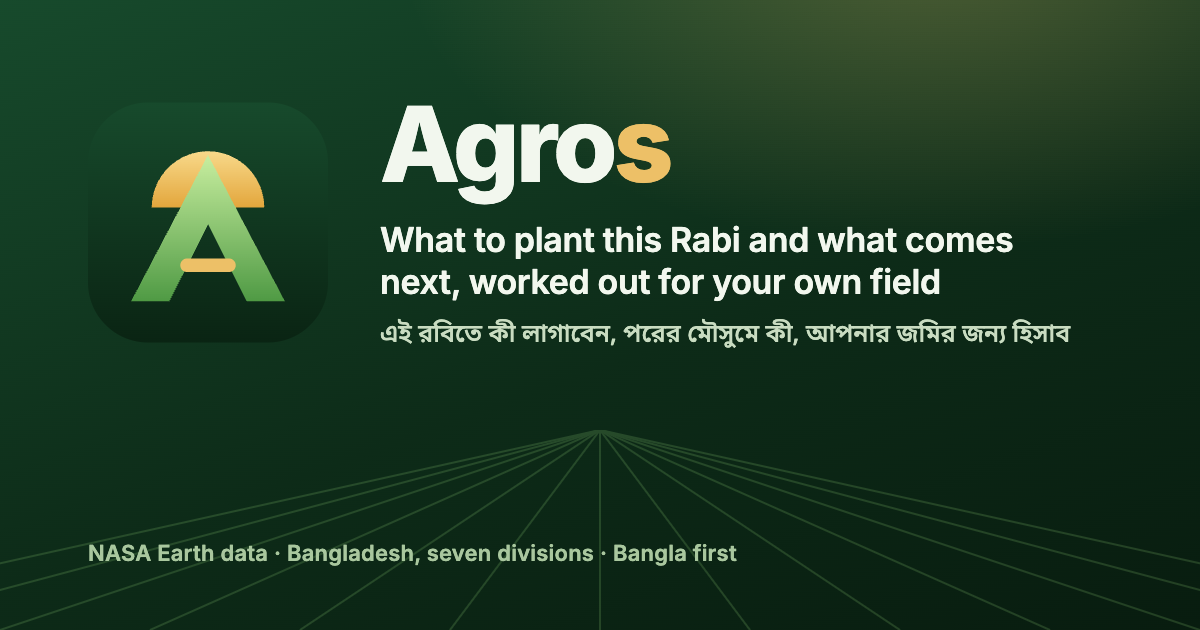 Agros
What to plant this Rabi and what comes
next, worked out for your own field
এই রবিতে কী লাগাবেন, পরের মৌসুমে কী, আপনার জমির জন্য হিসাব
NASA Earth data · Bangladesh, seven divisions · Bangla first